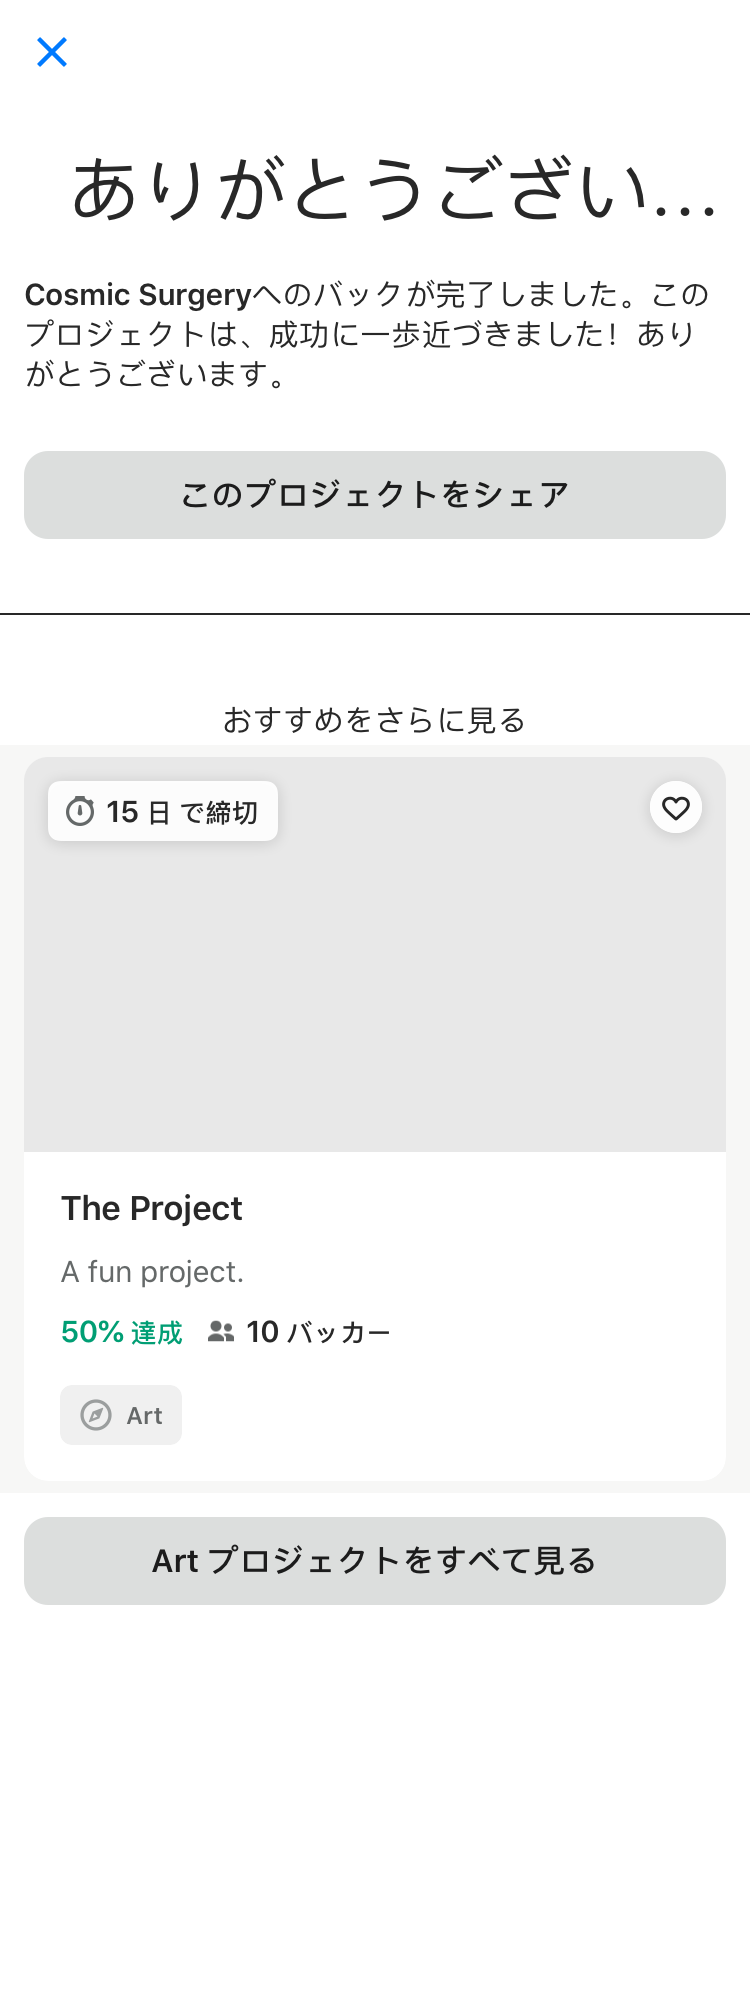 ありがとうござい...
Cosmic Surgeryへのバックが完了しました。この
プロジェクトは、成功に一歩近づきました！あり
がとうございます。
このプロジェクトをシェア
おすすめをさらに見る
15 日 で締切
The Project
A fun project.
50% 達成 10 バッカー
Art
Art プロジェクトをすべて見る